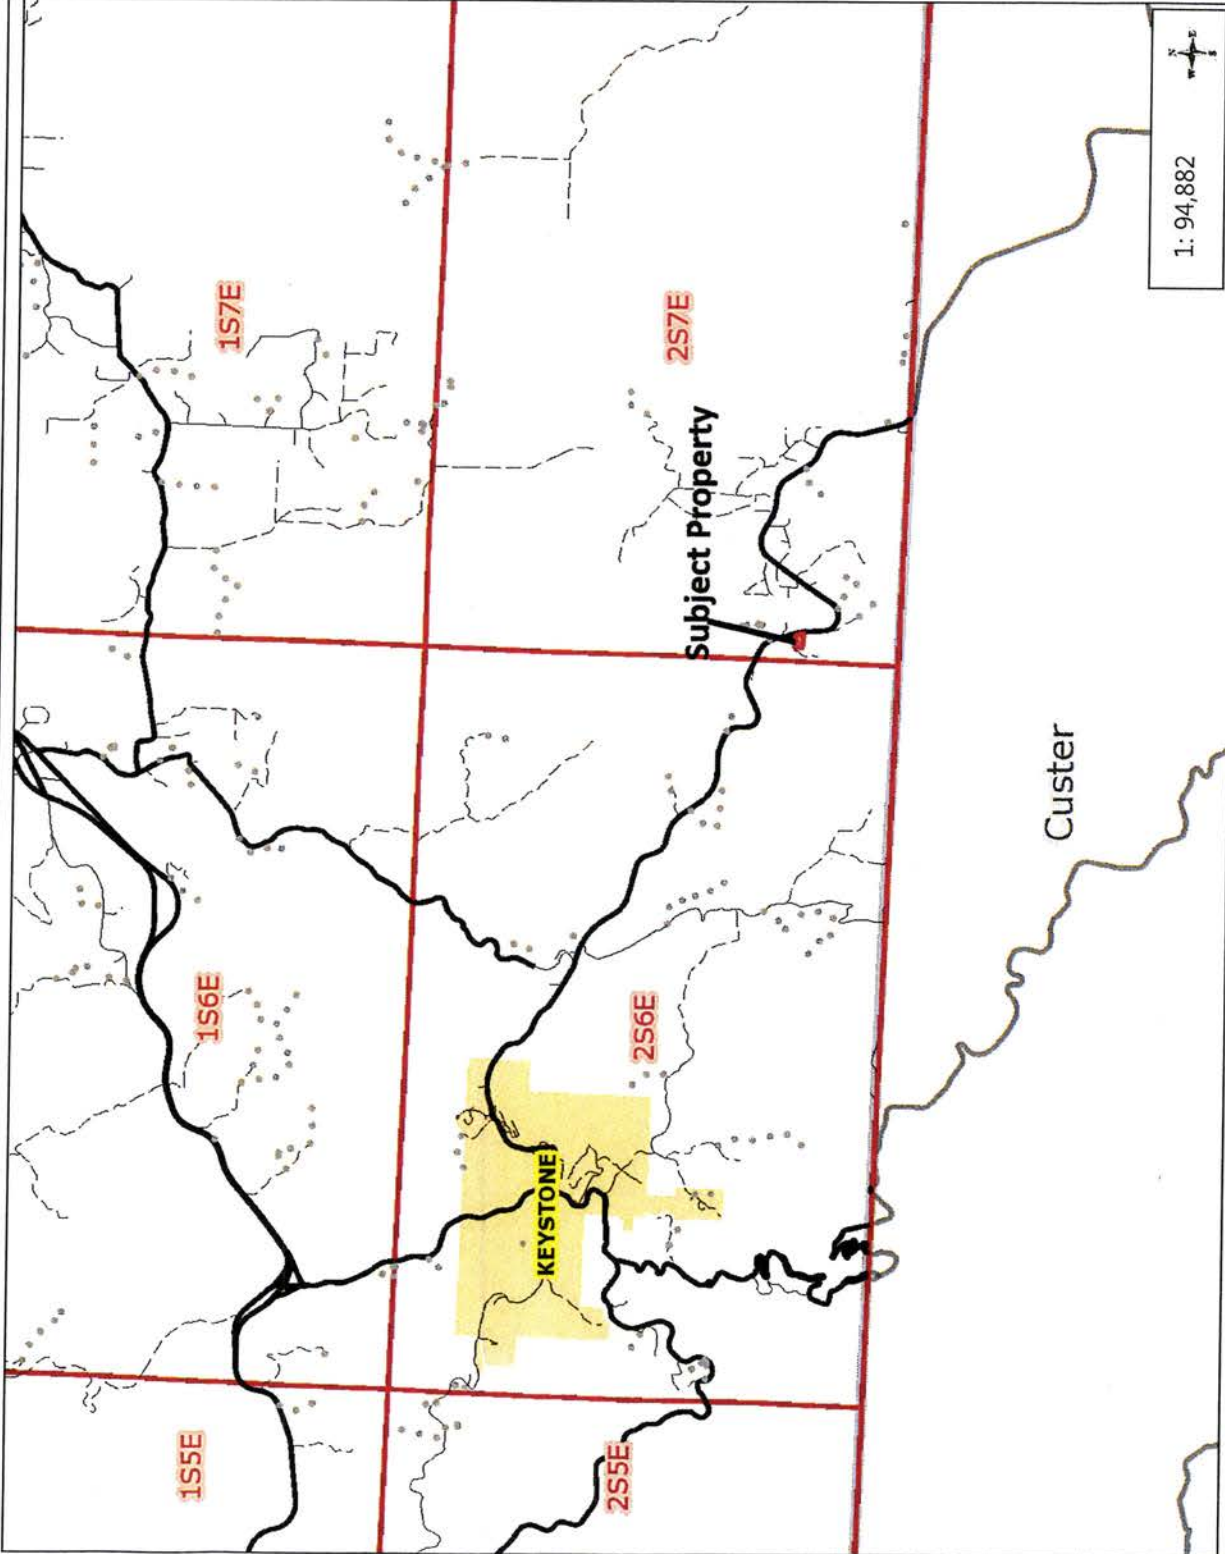 1S5E
1S6E
1S7E
KEYSTONE
2S5E
2S6E
2S7E
Subject Property
Custer
1: 94,882
N
W E
S